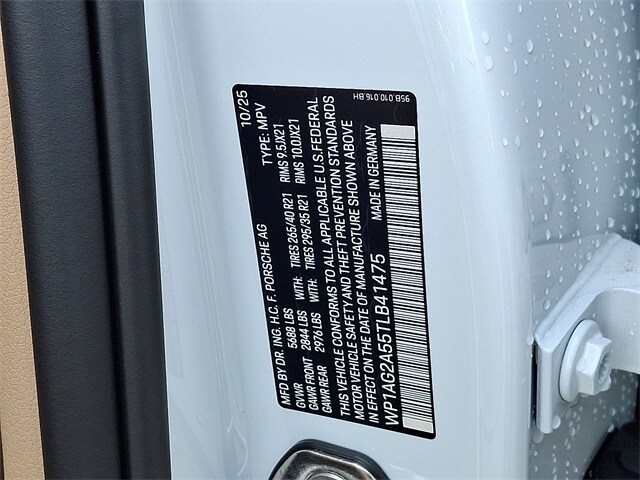 MFD BY DR. ING. H.C. F. PORSCHE AG 10/25
GVWR 5688 LBS TYPE: MPV
GAWR FRONT 2844 LBS WITH: TIRES 265/40 R21 RIMS 9.5JX21
GAWR REAR 2976 LBS WITH: TIRES 295/35 R21 RIMS 10.0JX21
THIS VEHICLE CONFORMS TO ALL APPLICABLE U.S. FEDERAL
MOTOR VEHICLE SAFETY AND THEFT PREVENTION STANDARDS
IN EFFECT ON THE DATE OF MANUFACTURE SHOWN ABOVE
WP1AG2A55TLB41475 MADE IN GERMANY
95B.010.016.BH